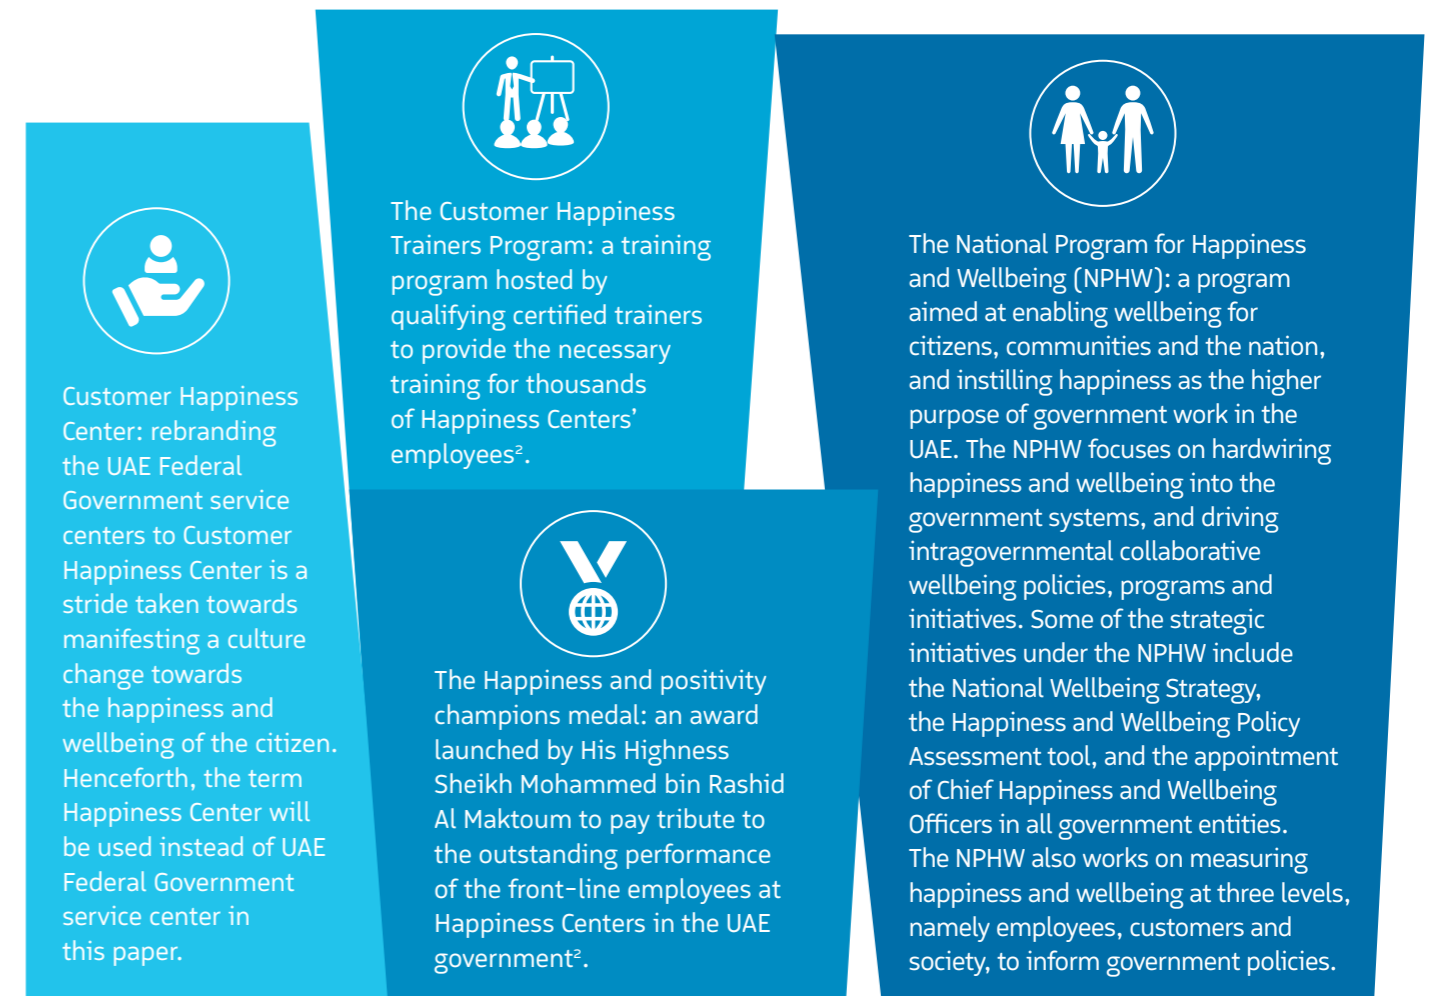 Customer Happiness
Center: rebranding
the UAE Federal
Government service
centers to Customer
Happiness Center is a
stride taken towards
manifesting a culture
change towards
the happiness and
wellbeing of the citizen.
Henceforth, the term
Happiness Center will
be used instead of UAE
Federal Government
service center in
this paper.
The Customer Happiness
Trainers Program: a training
program hosted by
qualifying certified trainers
to provide the necessary
training for thousands
of Happiness Centers’
employees².
The Happiness and positivity
champions medal: an award
launched by His Highness
Sheikh Mohammed bin Rashid
Al Maktoum to pay tribute to
the outstanding performance
of the front-line employees at
Happiness Centers in the UAE
government².
The National Program for Happiness
and Wellbeing (NPHW): a program
aimed at enabling wellbeing for
citizens, communities and the nation,
and instilling happiness as the higher
purpose of government work in the
UAE. The NPHW focuses on hardwiring
happiness and wellbeing into the
government systems, and driving
intragovernmental collaborative
wellbeing policies, programs and
initiatives. Some of the strategic
initiatives under the NPHW include
the National Wellbeing Strategy,
the Happiness and Wellbeing Policy
Assessment tool, and the appointment
of Chief Happiness and Wellbeing
Officers in all government entities.
The NPHW also works on measuring
happiness and wellbeing at three levels,
namely employees, customers and
society, to inform government policies.